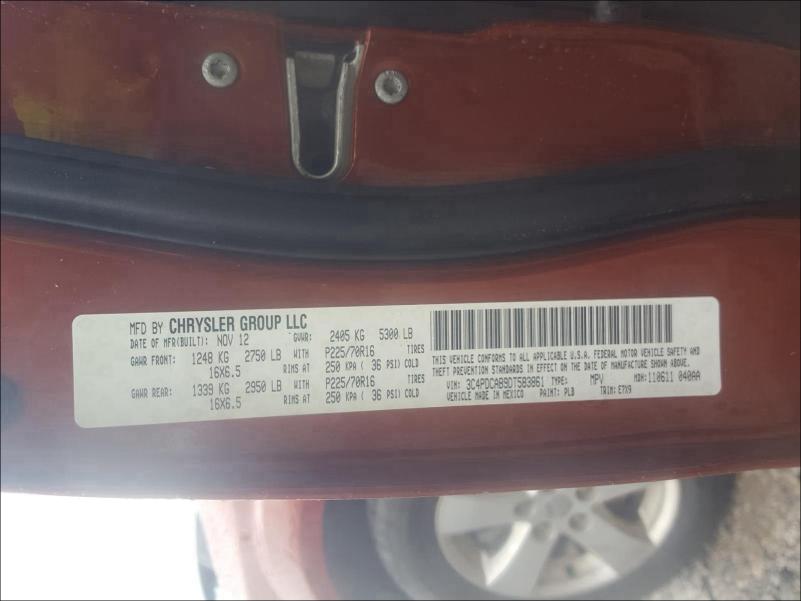 MFD BY CHRYSLER GROUP LLC
DATE OF MFR(BUILT): NOV 12 GVWR: 2405 KG 5300 LB
GAWR FRONT: 1248 KG 2750 LB WITH P225/70R16 TIRES
16X6.5 RIMS AT 250 KPA ( 36 PSI) COLD
GAWR REAR: 1339 KG 2950 LB WITH P225/70R16 TIRES
16X6.5 RIMS AT 250 KPA ( 36 PSI) COLD
THIS VEHICLE CONFORMS TO ALL APPLICABLE U.S.A. FEDERAL MOTOR VEHICLE SAFETY AND
THEFT PREVENTION STANDARDS IN EFFECT ON THE DATE OF MANUFACTURE SHOWN ABOVE.
VIN: 3C4PDCAB9DT583861 TYPE: MPV MDH: 110611 040AA
VEHICLE MADE IN MEXICO PAINT: PLB TRIM: E7X9